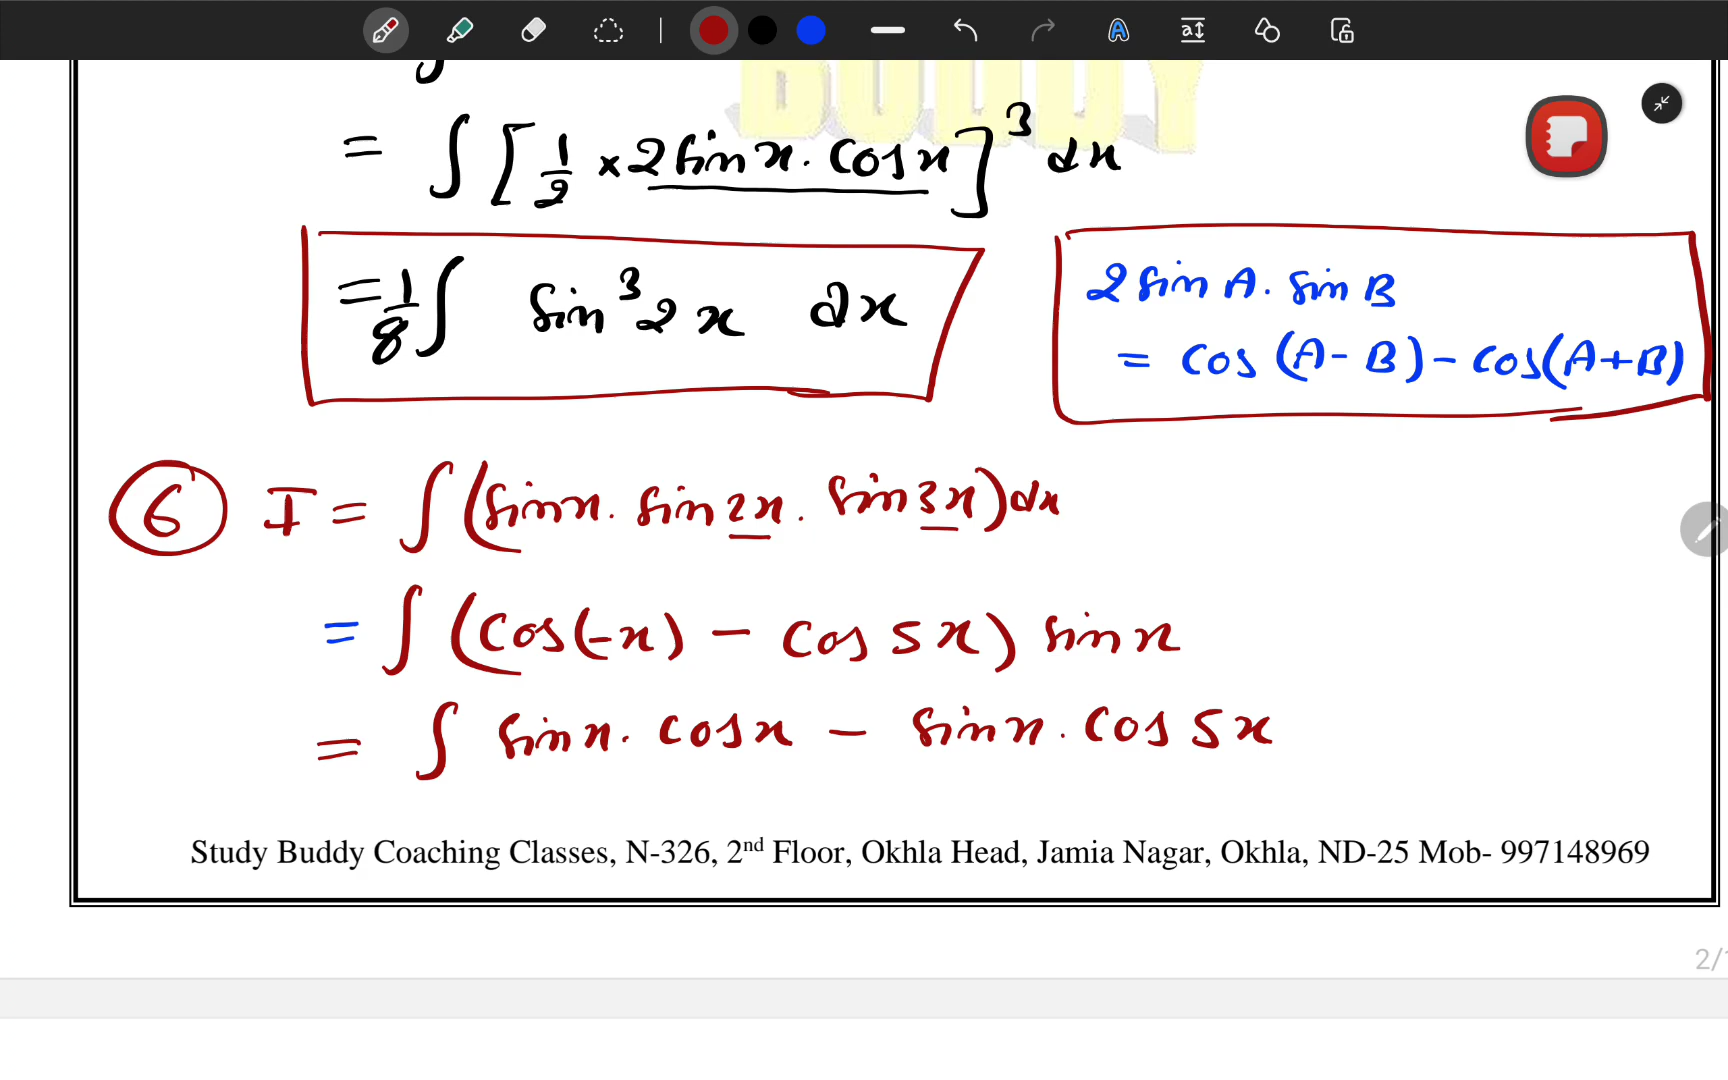 BUDDY
= ∫ [1/2 × 2 sin x . cos x]³ dx
= 1/8 ∫ sin³ 2x dx
2 sin A . sin B
= cos (A - B) - cos(A+B)
6 I = ∫ (sin x . sin 2x . sin 3x) dx
= ∫ (cos(-x) - cos 5x) sin x
= ∫ sin x . cos x - sin x . cos 5x
Study Buddy Coaching Classes, N-326, 2nd Floor, Okhla Head, Jamia Nagar, Okhla, ND-25 Mob- 997148969
2/